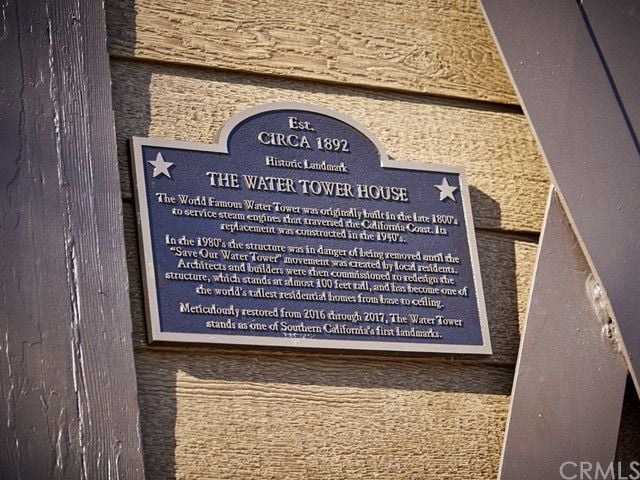 Est.
CIRCA 1892
Historic Landmark
THE WATER TOWER HOUSE
The World Famous Water Tower was originally built in the late 1800's
to service steam engines that traversed the California Coast. Its
replacement was constructed in the 1940's.
In the 1980's the structure was in danger of being removed until the
"Save Our Water Tower" movement was created by local residents.
Architects and builders were then commissioned to redesign the
structure, which stands at almost 100 feet tall, and has become one of
the world's tallest residential homes from base to ceiling.
Meticulously restored from 2016 through 2017, The Water Tower
stands as one of Southern California's first landmarks.
CRMLS